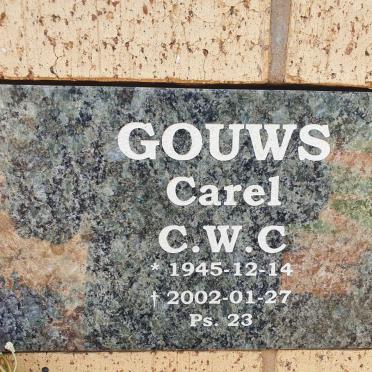 GOUWS
Carel
C.W.C
* 1945-12-14
† 2002-01-27
Ps. 23